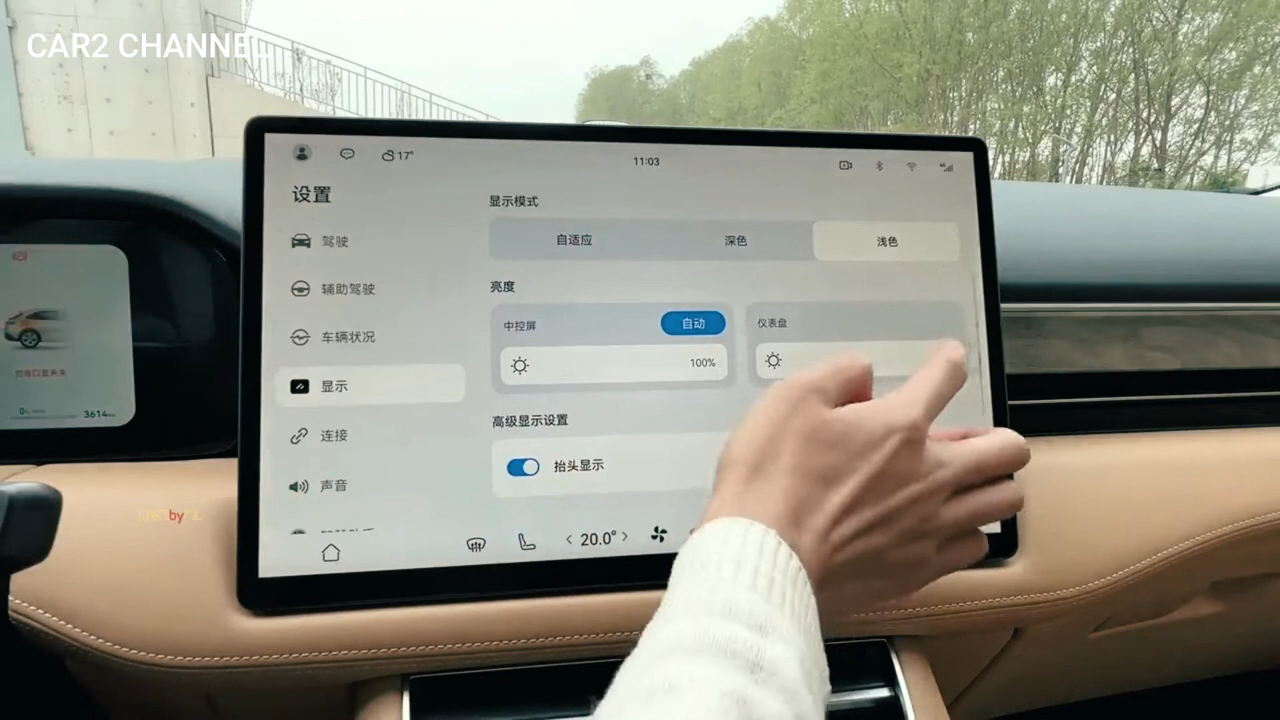 CAR2 CHANNEL
17°
11:03
设置
显示模式
驾驶
自适应
深色
浅色
辅助驾驶
亮度
中控屏
自动
仪表盘
车辆状况
100%
显示
高级显示设置
连接
抬头显示
声音
20.0°
3614km
by